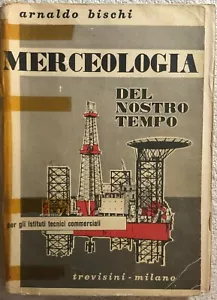 arnaldo bischi
MERCEOLOGIA
DEL
NOSTRO
TEMPO
per gli istituti tecnici commerciali
trevisini - milano